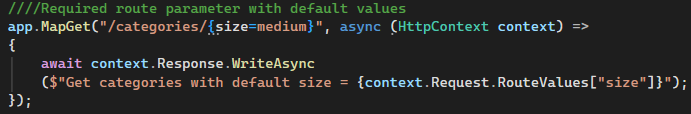 ////Required route parameter with default values
app.MapGet("/categories/{size=medium}", async (HttpContext context) =>
{
    await context.Response.WriteAsync
    ($"Get categories with default size = {context.Request.RouteValues["size"]}");
});